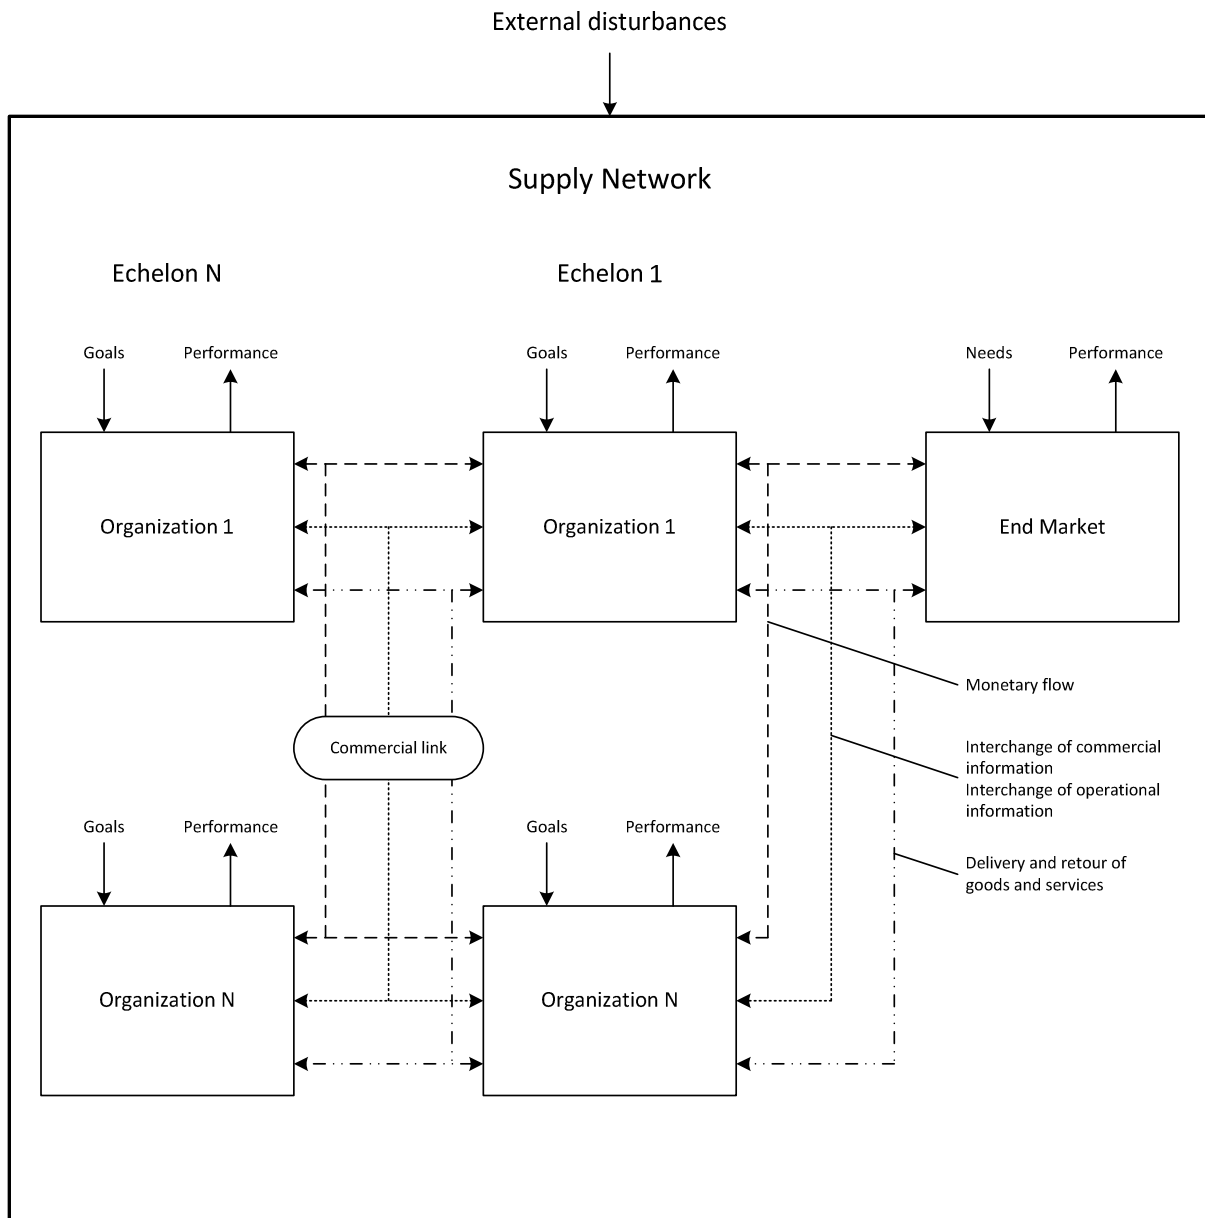 External disturbances
Supply Network
Echelon N
Echelon 1
Goals
Performance
Goals
Performance
Needs
Performance
Organization 1
Organization 1
End Market
Monetary flow
Commercial link
Interchange of commercial
information
Interchange of operational
information
Goals
Performance
Goals
Performance
Delivery and retour of
goods and services
Organization N
Organization N